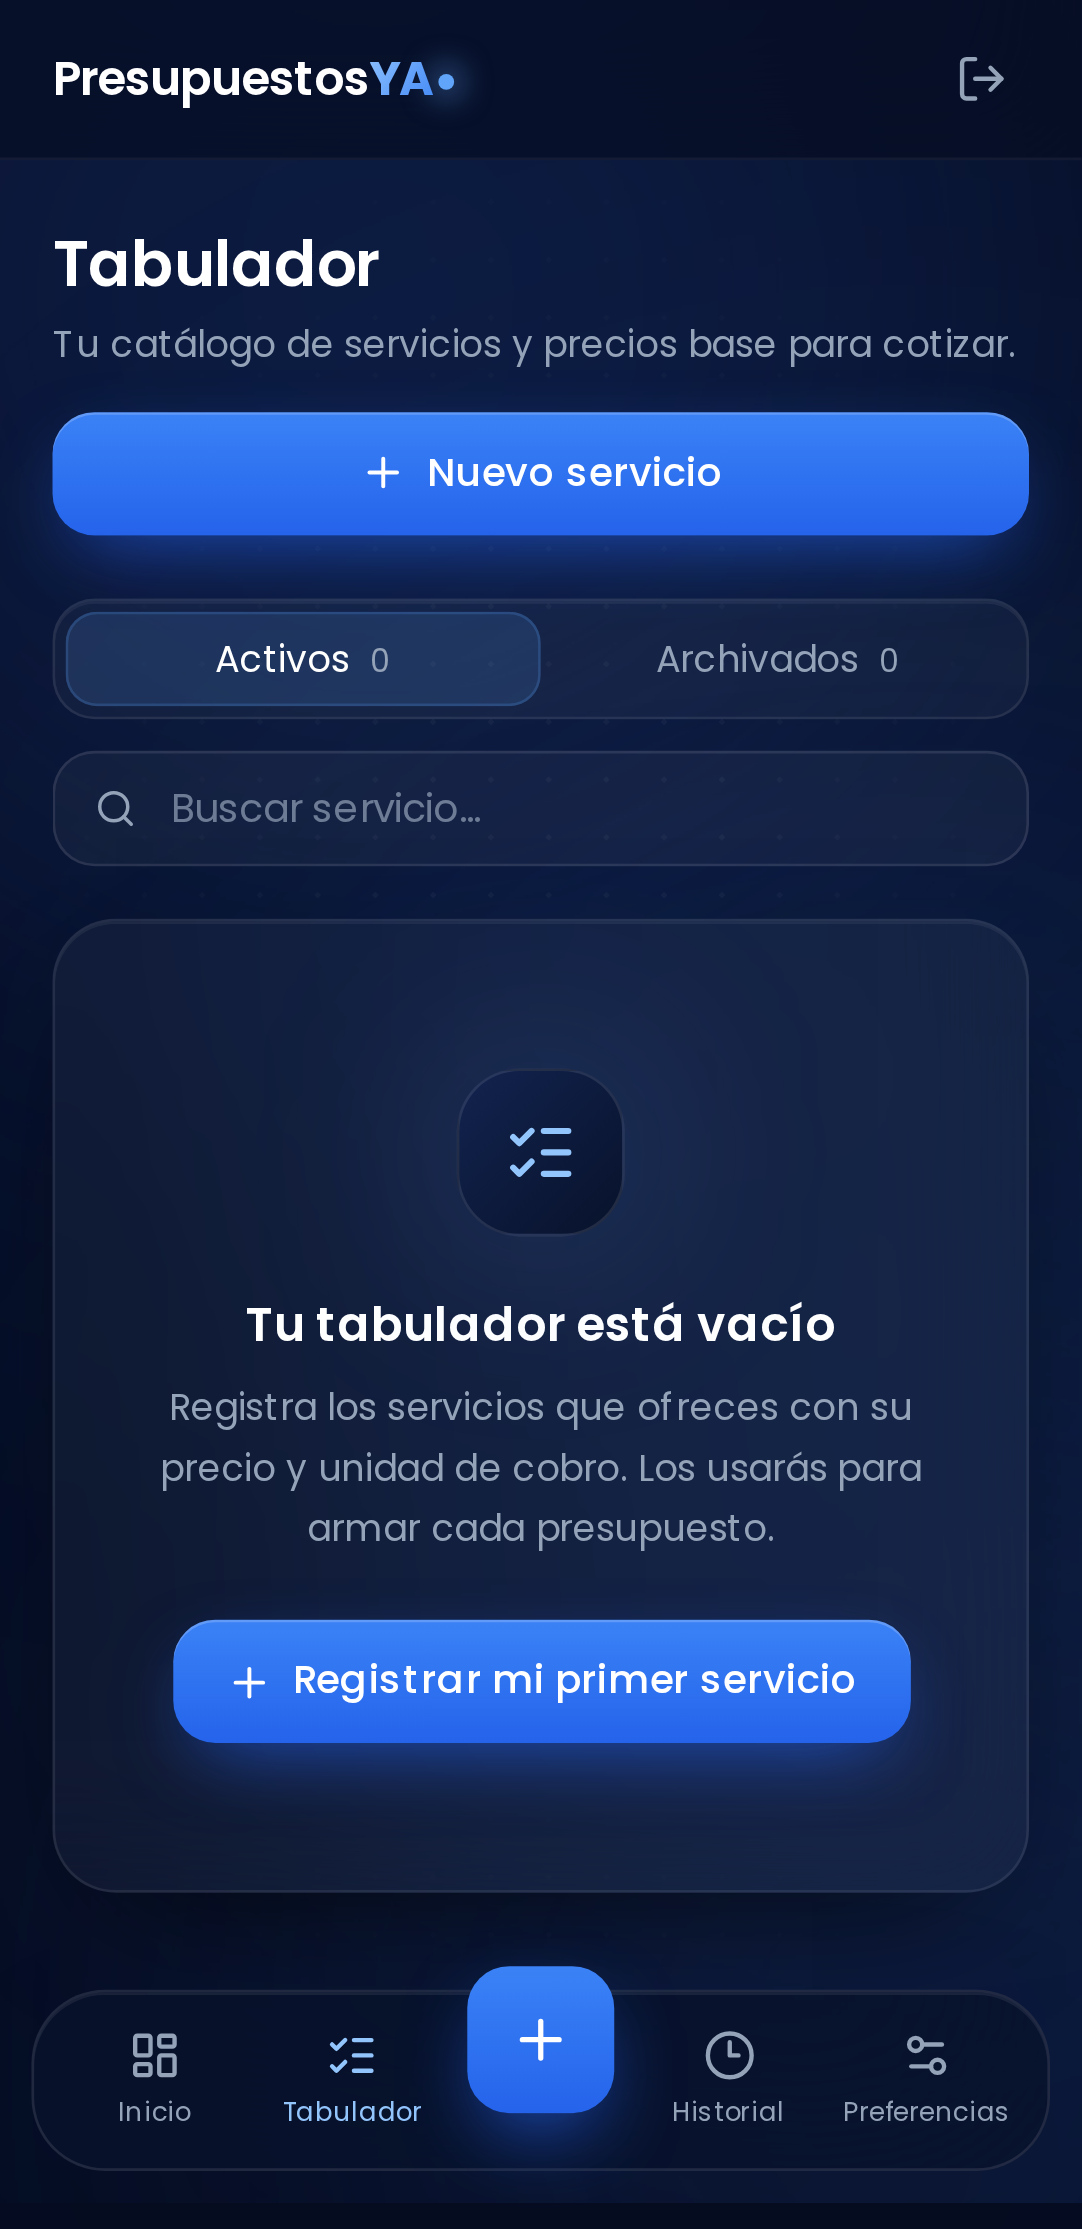 PresupuestosYA
Tabulador
Tu catálogo de servicios y precios base para cotizar.
Nuevo servicio
Activos 0
Archivados 0
Buscar servicio...
Tu tabulador está vacío
Registra los servicios que ofreces con su
precio y unidad de cobro. Los usarás para
armar cada presupuesto.
Registrar mi primer servicio
Inicio
Tabulador
Historial
Preferencias